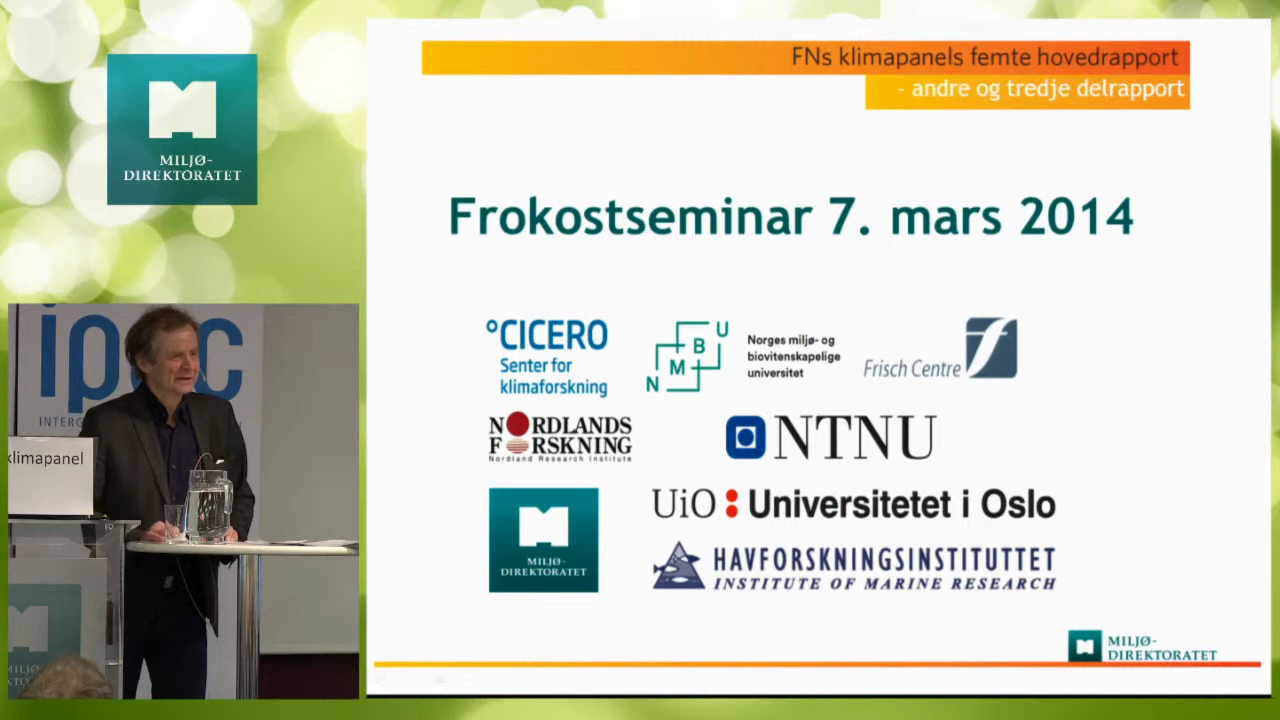 MILJØ-
DIREKTORATET
FNs klimapanels femte hovedrapport
- andre og tredje delrapport
Frokostseminar 7. mars 2014
°CICERO
Senter for
klimaforskning
N M B U
Norges miljø- og
biovitenskapelige
universitet
Frisch Centre
NORDLANDS
FORSKNING
Nordland Research Institute
NTNU
MILJØ-
DIREKTORATET
UiO : Universitetet i Oslo
HAVFORSKNINGSINSTITUTTET
INSTITUTE OF MARINE RESEARCH
MILJØ-
DIREKTORATET
ipcc
INTERG
klimapanel